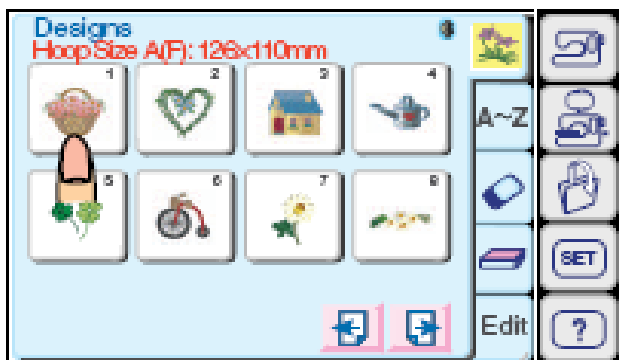 Designs
Hoop Size A(F): 126x110mm
1 2 3 4
A~Z
5 6 7 8
SET
Edit
?